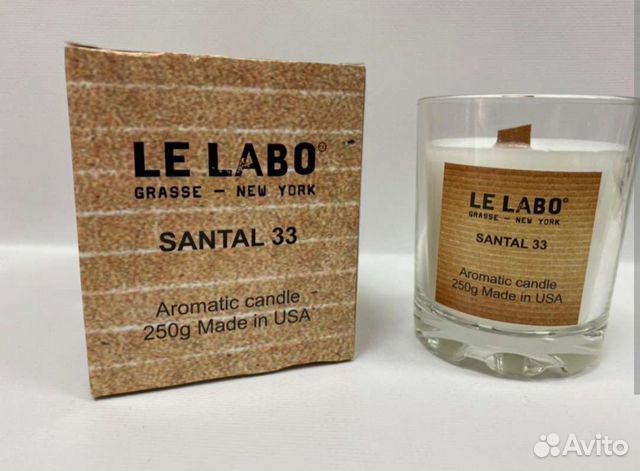 LE LABO®
GRASSE — NEW YORK
SANTAL 33
Aromatic candle
250g Made in USA
LE LABO®
GRASSE — NEW YORK
SANTAL 33
Aromatic candle
250g Made in USA
Avito